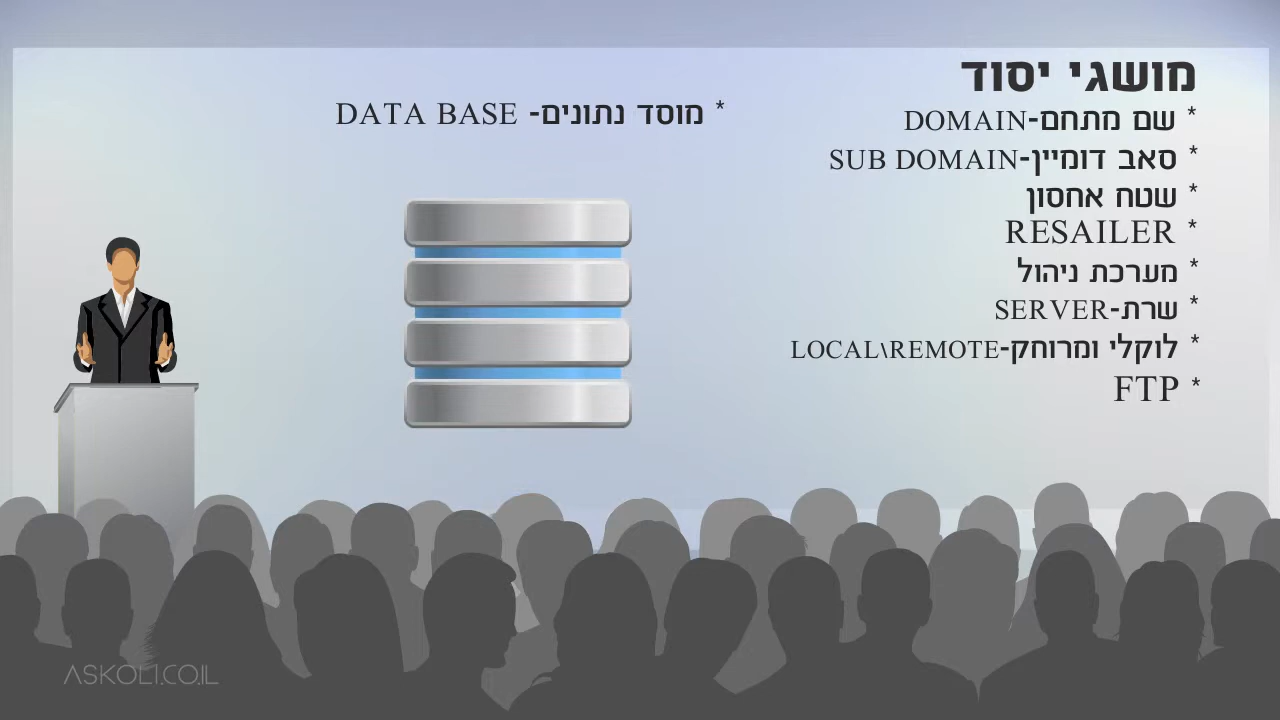 מושגי יסוד
* שם מתחם-DOMAIN
* סאב דומיין-SUB DOMAIN
* שטח אחסון
* RESAILER
* מערכת ניהול
* שרת-SERVER
* לוקלי ומרוחק-LOCAL\REMOTE
* FTP
* מוסד נתונים- DATA BASE
ASKOLI.CO.IL